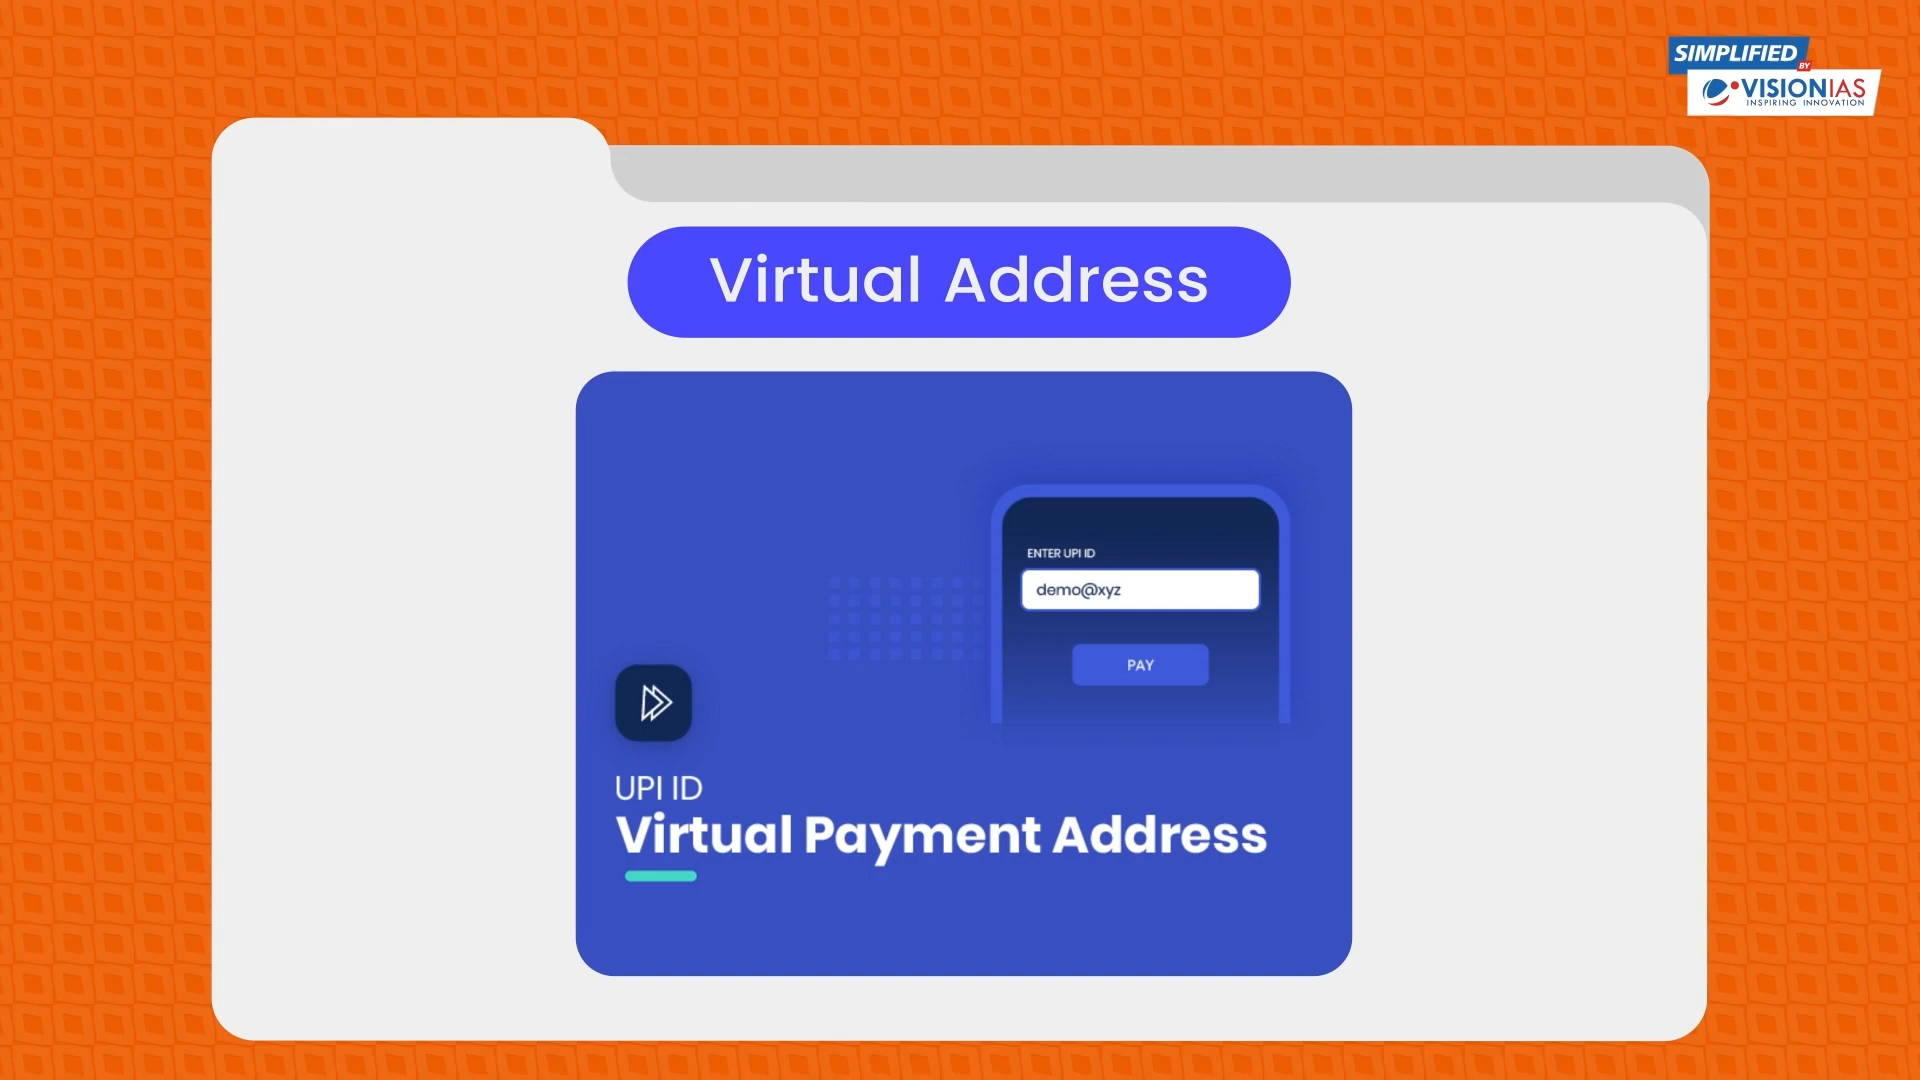 SIMPLIFIED
BY
VISIONIAS
INSPIRING INNOVATION
Virtual Address
ENTER UPI ID
demo@xyz
PAY
UPI ID
Virtual Payment Address